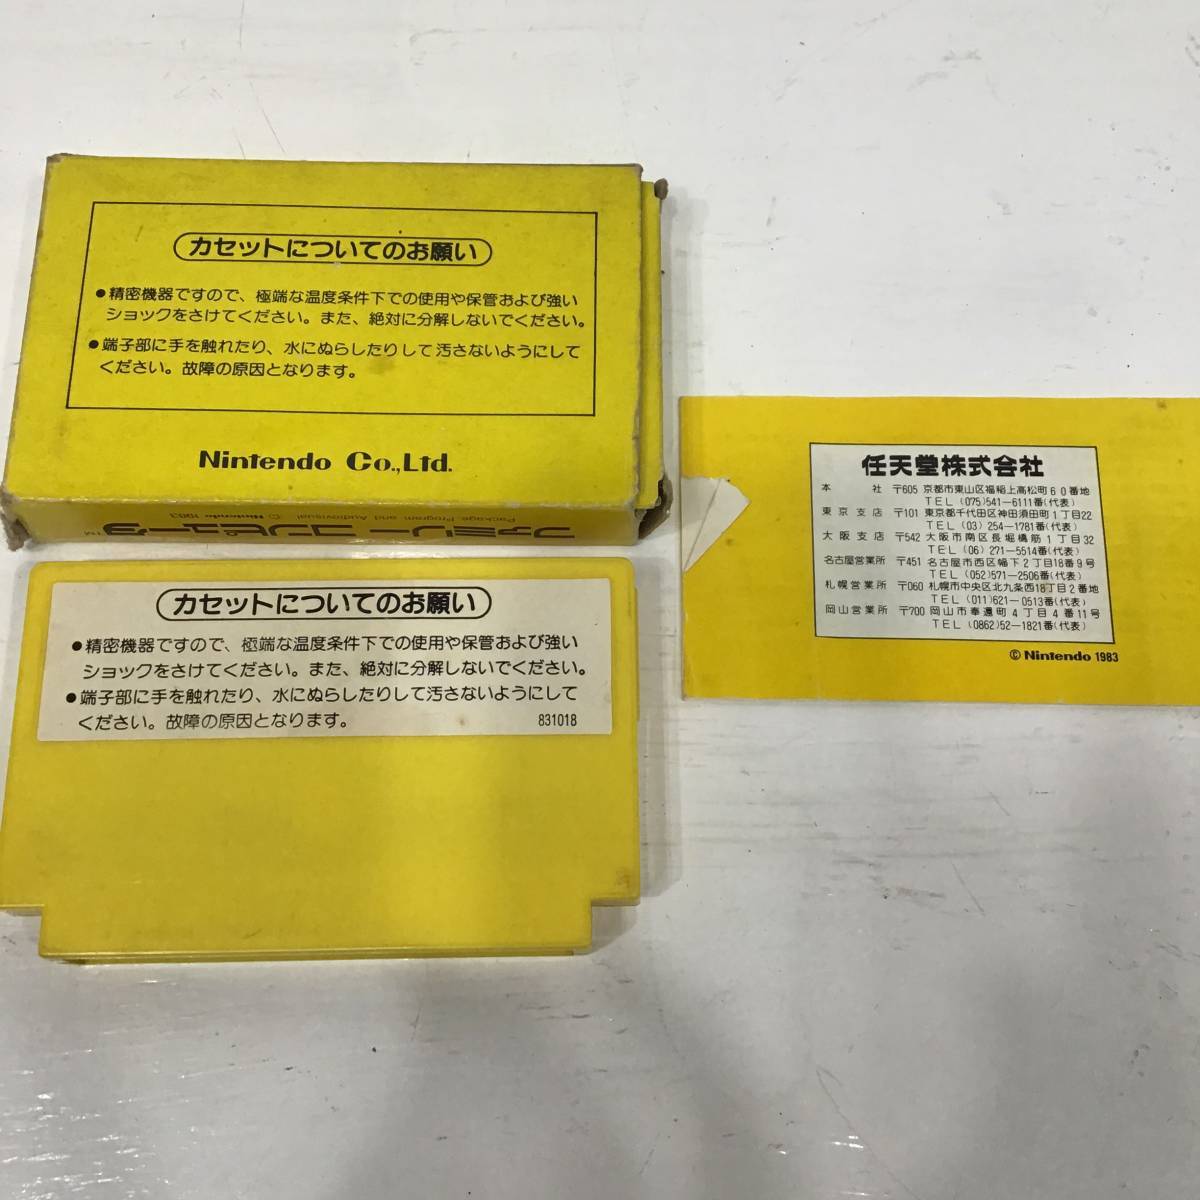 カセットについてのお願い
●精密機器ですので、極端な温度条件下での使用や保管および強い
ショックをさけてください。また、絶対に分解しないでください。
●端子部に手を触れたり、水にぬらしたりして汚さないようにして
ください。故障の原因となります。
Nintendo Co.,Ltd.
ファミリーコンピュータ™
Package, Program and Audiovisual © Nintendo 1983
カセットについてのお願い
●精密機器ですので、極端な温度条件下での使用や保管および強い
ショックをさけてください。また、絶対に分解しないでください。
●端子部に手を触れたり、水にぬらしたりして汚さないようにして
ください。故障の原因となります。 831018
任天堂株式会社
本社 〒605 京都市東山区福稲上高松町60番地
TEL (075)541-6111番(代表)
東京支店 〒101 東京都千代田区神田須田町1丁目22
TEL (03) 254-1781番(代表)
大阪支店 〒542 大阪市南区長堀橋筋1丁目32
TEL (06) 271-5514番(代表)
名古屋営業所 〒451 名古屋市西区幅下2丁目18番9号
TEL (052)571-2506番(代表)
札幌営業所 〒060 札幌市中央区北九条西18丁目2番地
TEL (011)621-0513番(代表)
岡山営業所 〒700 岡山市奉還町4丁目4番11号
TEL (0862)52-1821番(代表)
© Nintendo 1983